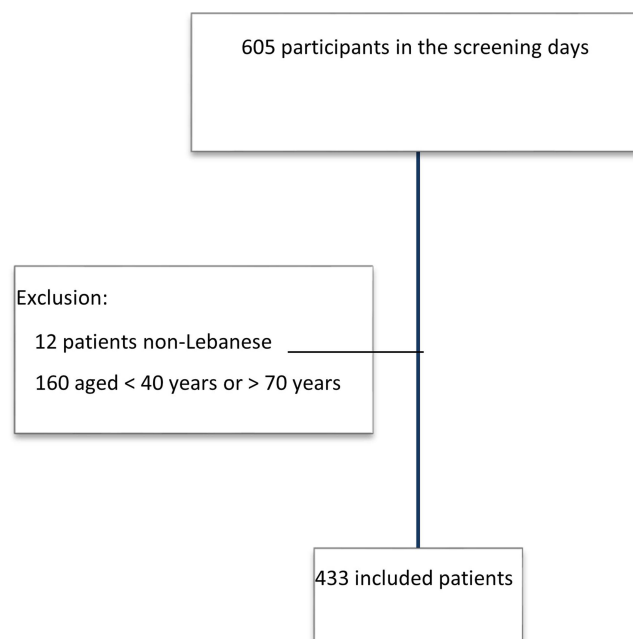 605 participants in the screening days
Exclusion:
12 patients non-Lebanese
160 aged < 40 years or > 70 years
433 included patients